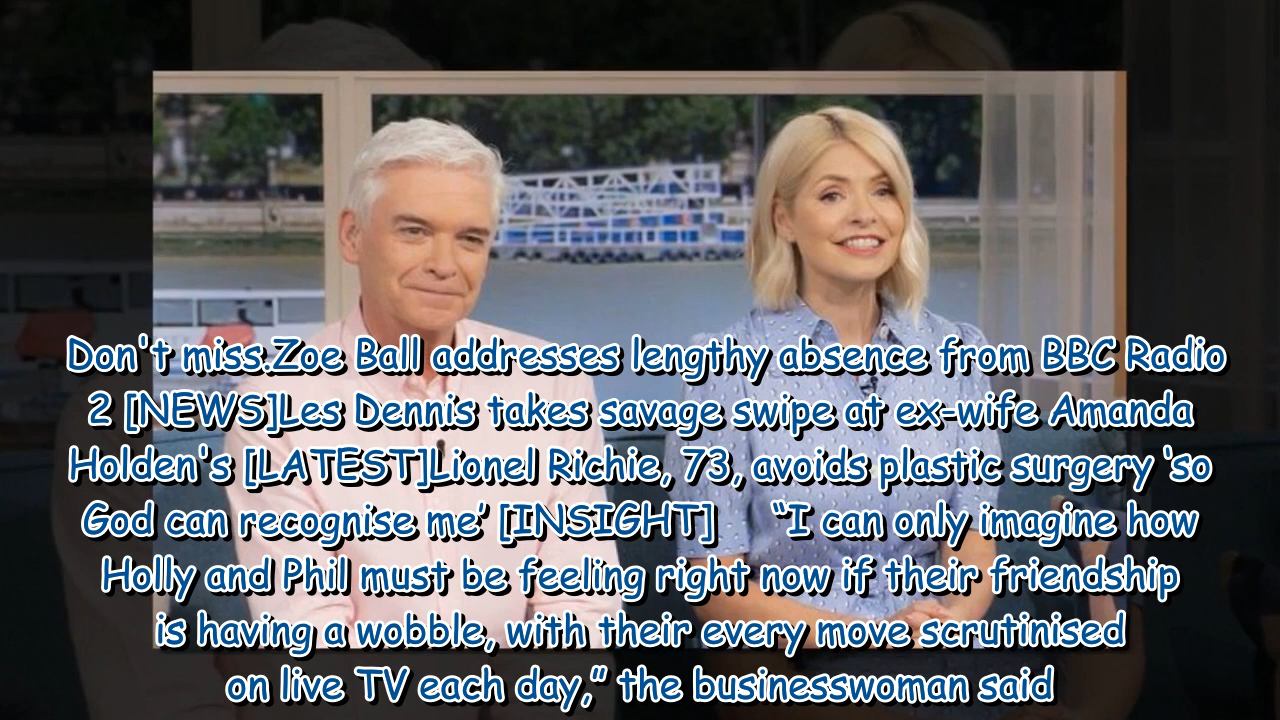 Don't miss.Zoe Ball addresses lengthy absence from BBC Radio
2 [NEWS]Les Dennis takes savage swipe at ex-wife Amanda
Holden's [LATEST]Lionel Richie, 73, avoids plastic surgery ‘so
God can recognise me’ [INSIGHT]     “I can only imagine how
Holly and Phil must be feeling right now if their friendship
is having a wobble, with their every move scrutinised
on live TV each day,” the businesswoman said